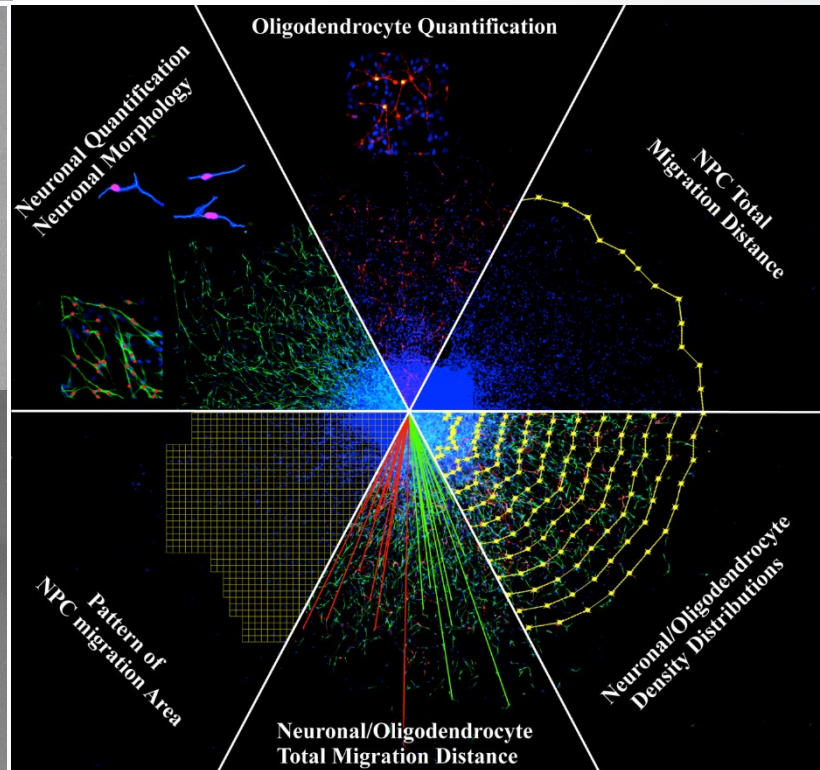 Oligodendrocyte Quantification
Neuronal Quantification
Neuronal Morphology
NPC Total
Migration Distance
Pattern of
NPC migration Area
Neuronal/Oligodendrocyte
Total Migration Distance
Neuronal/Oligodendrocyte
Density Distributions